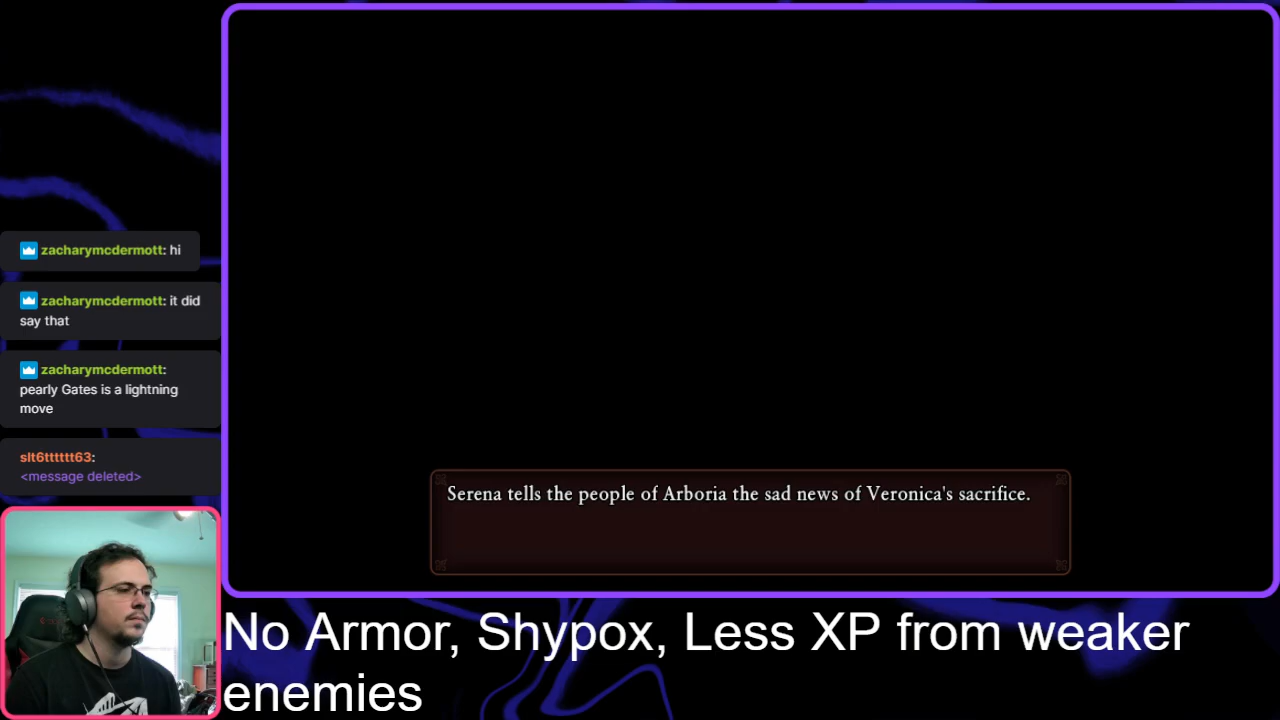 zacharymcdermott: hi
zacharymcdermott: it did
say that
zacharymcdermott:
pearly Gates is a lightning
move
slt6tttttt63:
<message deleted>
Serena tells the people of Arboria the sad news of Veronica's sacrifice.
No Armor, Shypox, Less XP from weaker
enemies